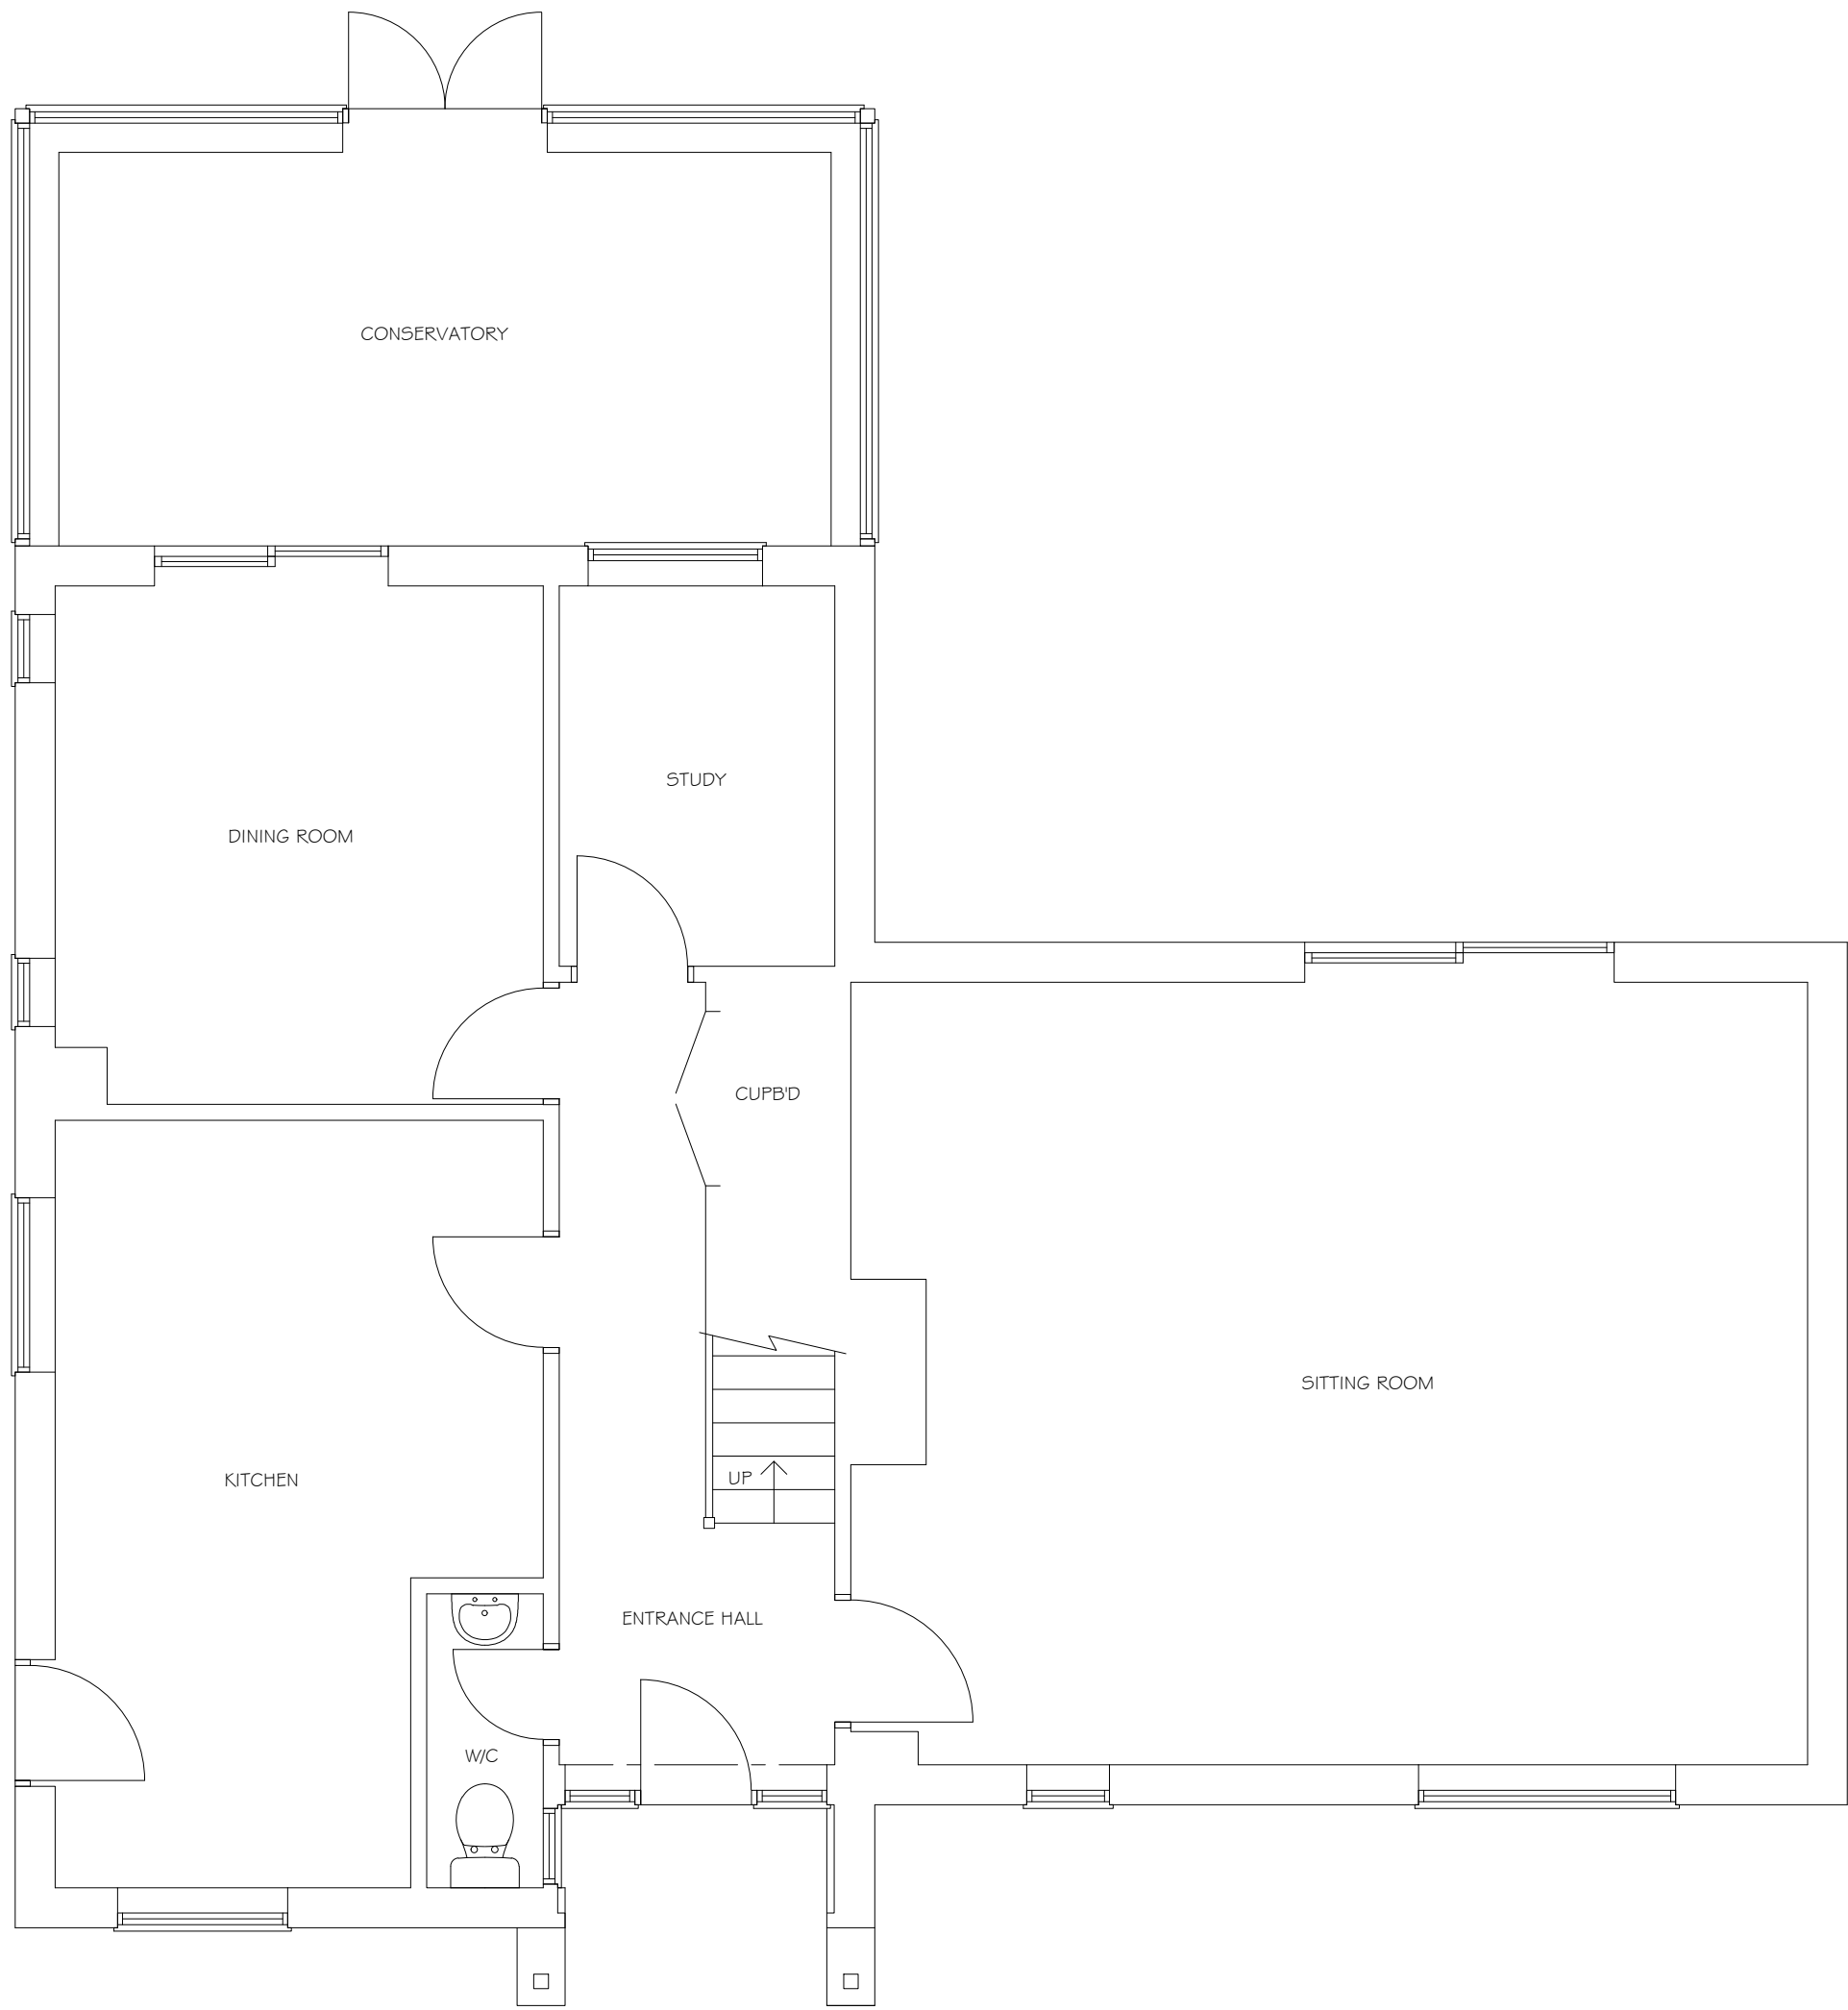 CONSERVATORY
STUDY
DINING ROOM
CUPB'D
SITTING ROOM
KITCHEN
UP
ENTRANCE HALL
W/C